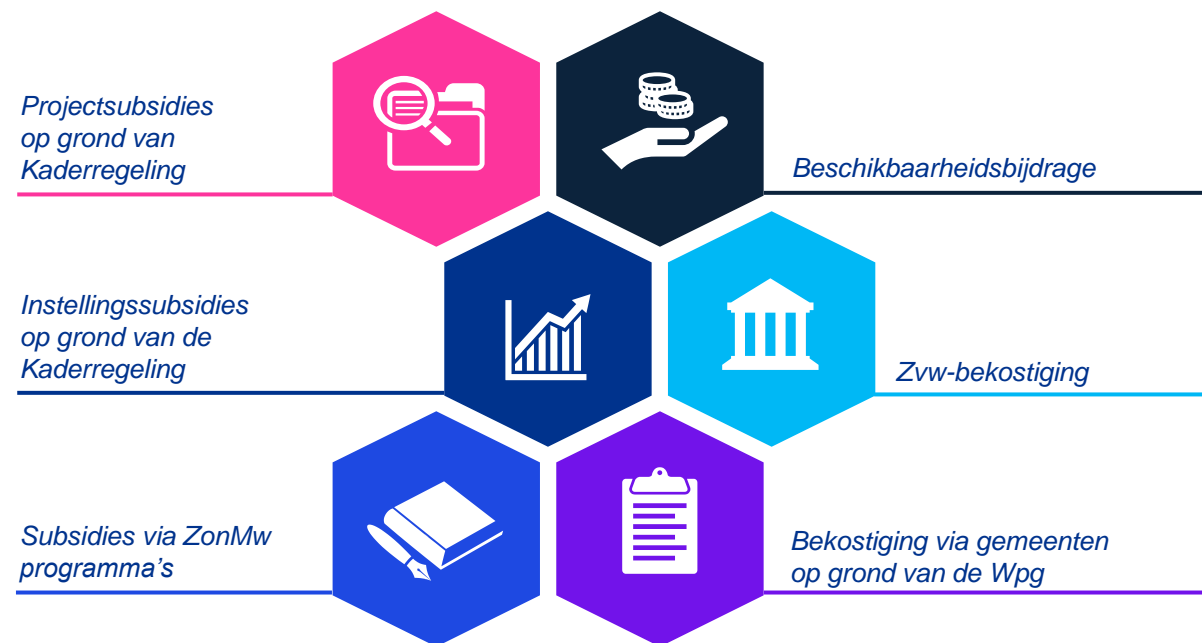 Projectsubsidies
op grond van
Kaderregeling
Beschikbaarheidsbijdrage
Instellingssubsidies
op grond van de
Kaderregeling
Zvw-bekostiging
Subsidies via ZonMw
programma's
Bekostiging via gemeenten
op grond van de Wpg